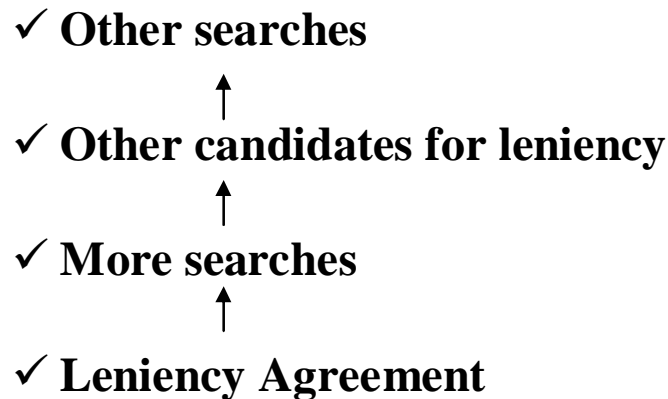 ✓ Other searches
✓ Other candidates for leniency
✓ More searches
✓ Leniency Agreement